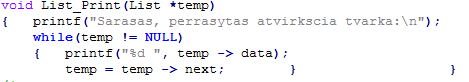 void List_Print(List *temp)
{   printf("Sarasas, perrasytas atvirkscia tvarka:\n");
    while(temp != NULL)
    {   printf("%d ", temp -> data);
        temp = temp -> next;        }                    }